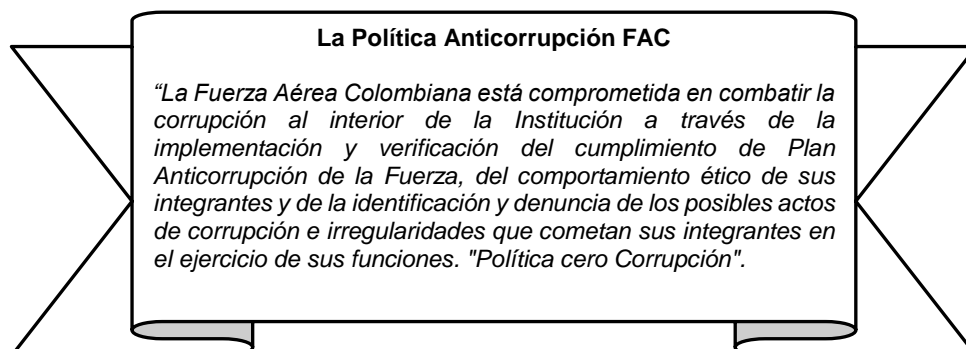 La Política Anticorrupción FAC
“La Fuerza Aérea Colombiana está comprometida en combatir la
corrupción al interior de la Institución a través de la
implementación y verificación del cumplimiento de Plan
Anticorrupción de la Fuerza, del comportamiento ético de sus
integrantes y de la identificación y denuncia de los posibles actos
de corrupción e irregularidades que cometan sus integrantes en
el ejercicio de sus funciones. "Política cero Corrupción".